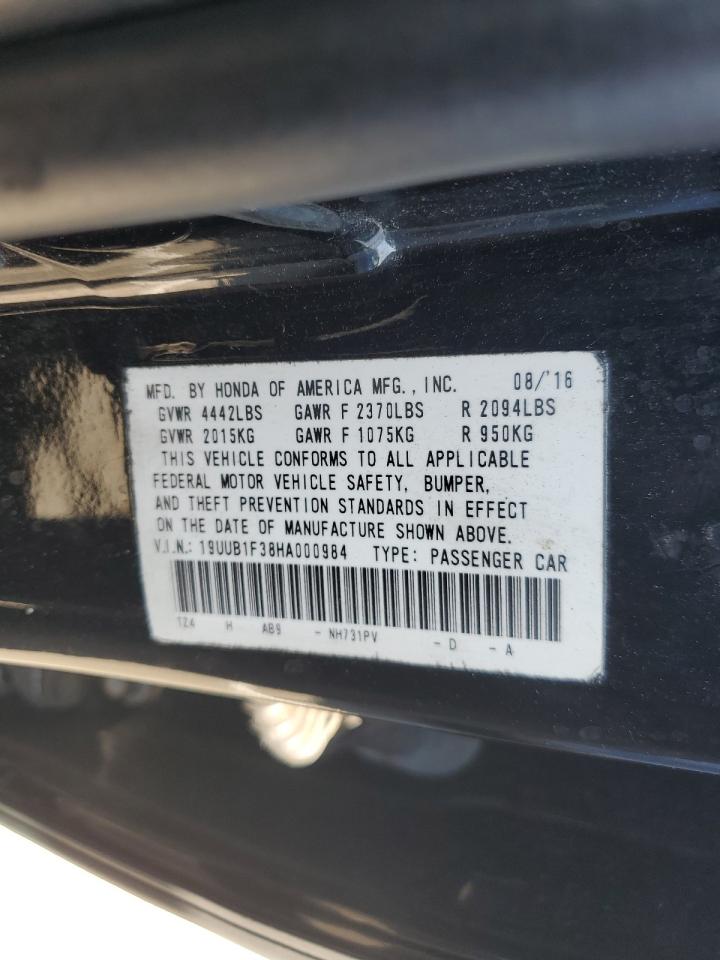 MFD. BY HONDA OF AMERICA MFG., INC. 08/'16
GVWR 4442LBS GAWR F 2370LBS R 2094LBS
GVWR 2015KG GAWR F 1075KG R 950KG
THIS VEHICLE CONFORMS TO ALL APPLICABLE
FEDERAL MOTOR VEHICLE SAFETY, BUMPER,
AND THEFT PREVENTION STANDARDS IN EFFECT
ON THE DATE OF MANUFACTURE SHOWN ABOVE.
V.I.N.: 19UUB1F38HA000984 TYPE: PASSENGER CAR
TZ4 H AB9 - NH731PV - D - A